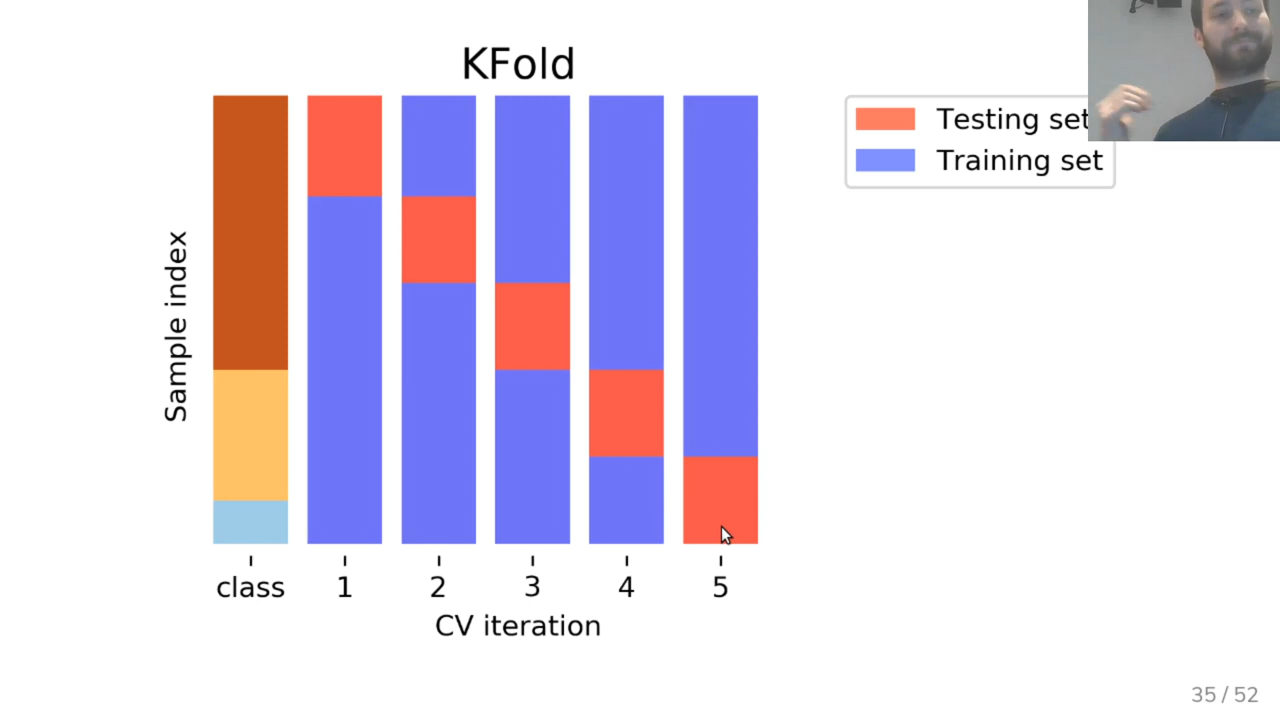 KFold
Testing set
Training set
Sample index
class 1 2 3 4 5
CV iteration
35 / 52